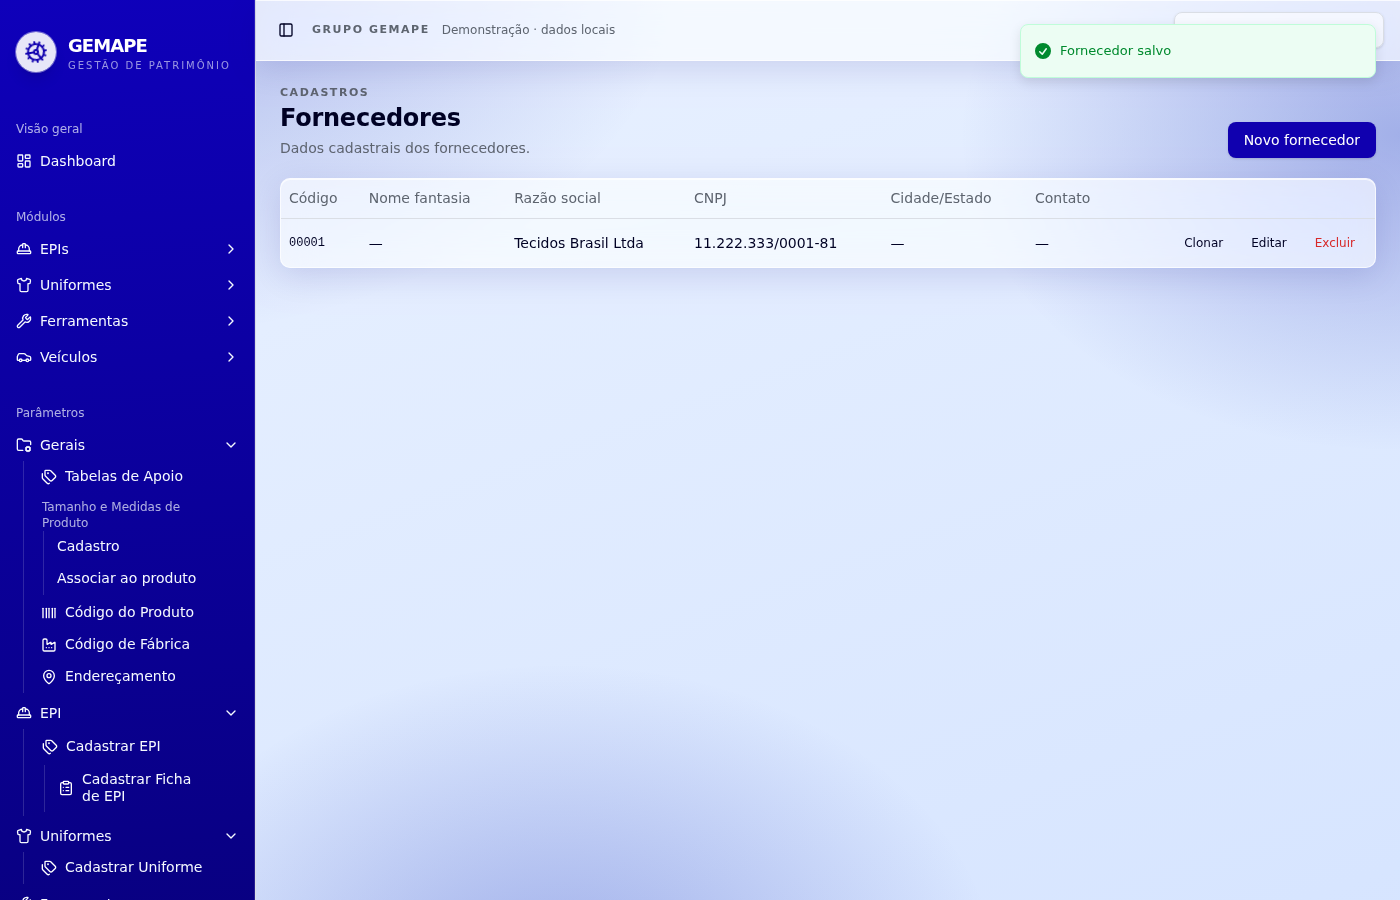 GEMAPE
GESTÃO DE PATRIMÔNIO
Visão geral
Dashboard
Módulos
EPIs
Uniformes
Ferramentas
Veículos
Parâmetros
Gerais
Tabelas de Apoio
Tamanho e Medidas de
Produto
Cadastro
Associar ao produto
Código do Produto
Código de Fábrica
Endereçamento
EPI
Cadastrar EPI
Cadastrar Ficha
de EPI
Uniformes
Cadastrar Uniforme
GRUPO GEMAPE Demonstração · dados locais
Fornecedor salvo
CADASTROS
Fornecedores
Dados cadastrais dos fornecedores.
Novo fornecedor
Código Nome fantasia Razão social CNPJ Cidade/Estado Contato
00001 — Tecidos Brasil Ltda 11.222.333/0001-81 — — Clonar Editar Excluir